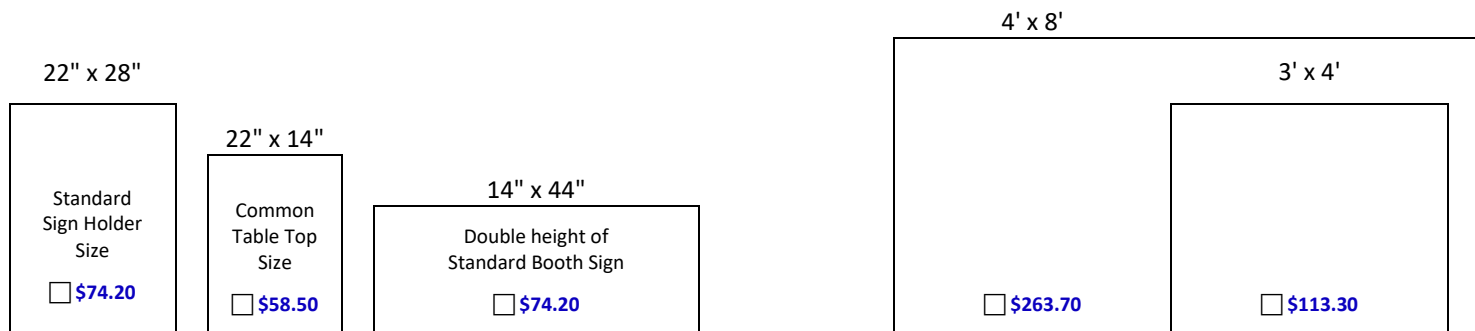 22" x 28"
Standard
Sign Holder
Size
$74.20
22" x 14"
Common
Table Top
Size
$58.50
14" x 44"
Double height of
Standard Booth Sign
$74.20
4' x 8'
$263.70
3' x 4'
$113.30